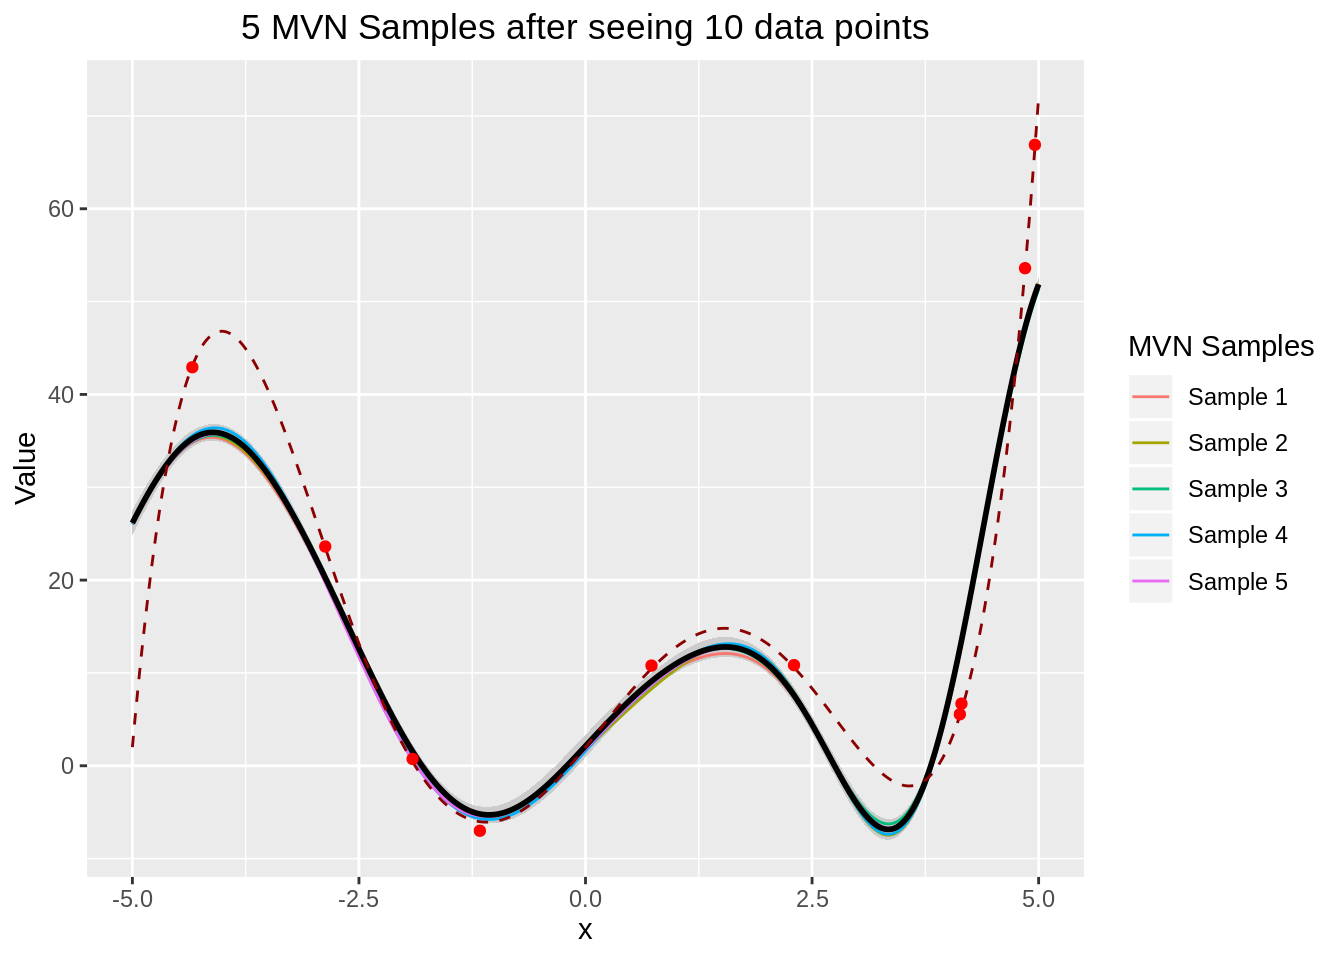 5 MVN Samples after seeing 10 data points
Value
60
40
20
0
-5.0
-2.5
0.0
2.5
5.0
x
MVN Samples
Sample 1
Sample 2
Sample 3
Sample 4
Sample 5